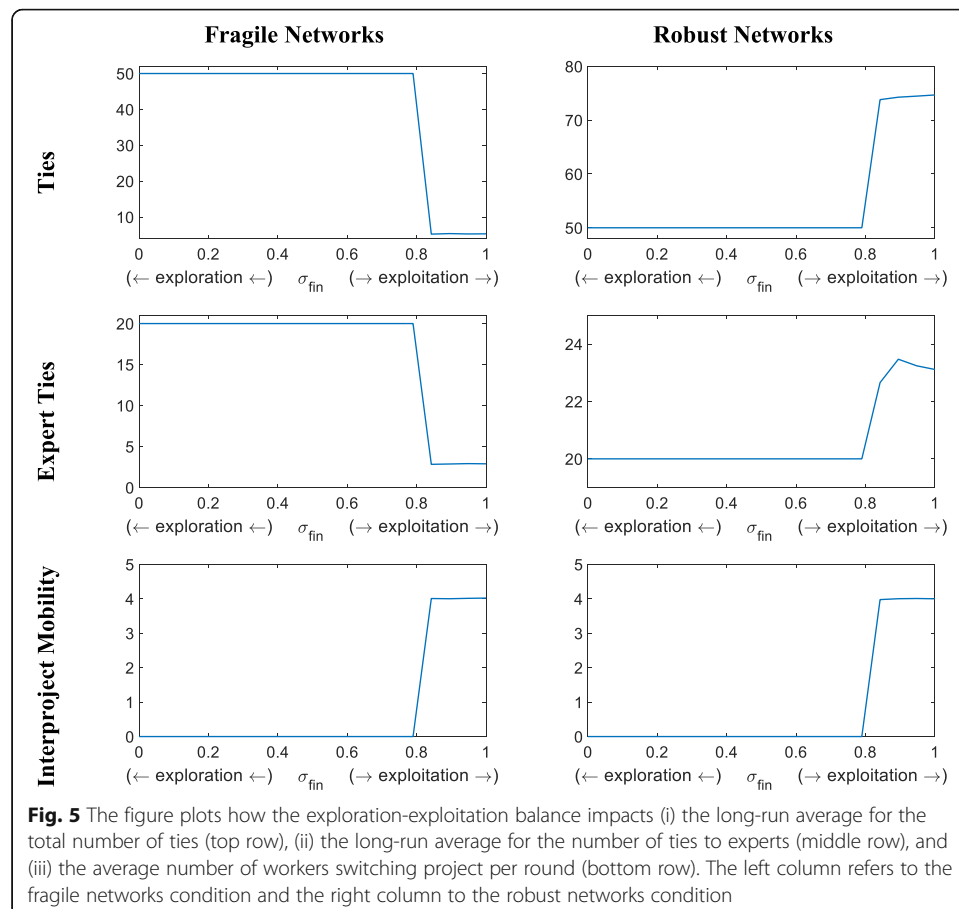 Fragile Networks
Robust Networks
Ties
50
40
30
20
10
0 0.2 0.4 0.6 0.8 1
(← exploration ←) σfin (→ exploitation →)
80
70
60
50
0 0.2 0.4 0.6 0.8 1
(← exploration ←) σfin (→ exploitation →)
Expert Ties
20
15
10
5
0
0 0.2 0.4 0.6 0.8 1
(← exploration ←) σfin (→ exploitation →)
24
22
20
0 0.2 0.4 0.6 0.8 1
(← exploration ←) σfin (→ exploitation →)
Interproject Mobility
5
4
3
2
1
0
0 0.2 0.4 0.6 0.8 1
(← exploration ←) σfin (→ exploitation →)
5
4
3
2
1
0
0 0.2 0.4 0.6 0.8 1
(← exploration ←) σfin (→ exploitation →)
Fig. 5 The figure plots how the exploration-exploitation balance impacts (i) the long-run average for the
total number of ties (top row), (ii) the long-run average for the number of ties to experts (middle row), and
(iii) the average number of workers switching project per round (bottom row). The left column refers to the
fragile networks condition and the right column to the robust networks condition